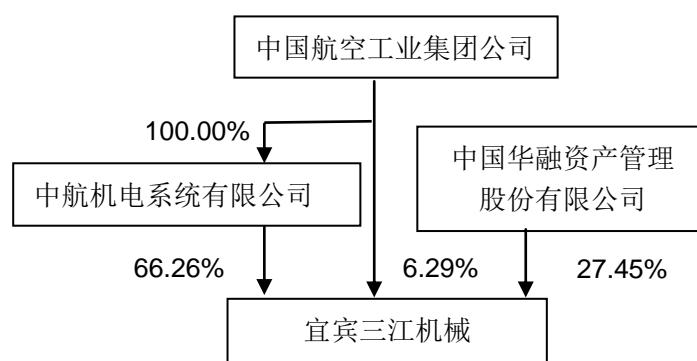 中国航空工业集团公司
100.00%
中航机电系统有限公司
中国华融资产管理
股份有限公司
66.26%
6.29%
27.45%
宜宾三江机械